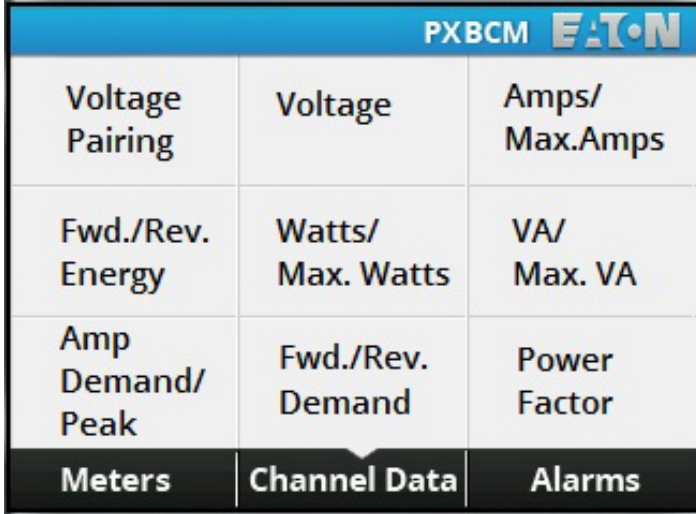 PXBCM EATON
Voltage
Pairing
Voltage
Amps/
Max.Amps
Fwd./Rev.
Energy
Watts/
Max. Watts
VA/
Max. VA
Amp
Demand/
Peak
Fwd./Rev.
Demand
Power
Factor
Meters
Channel Data
Alarms